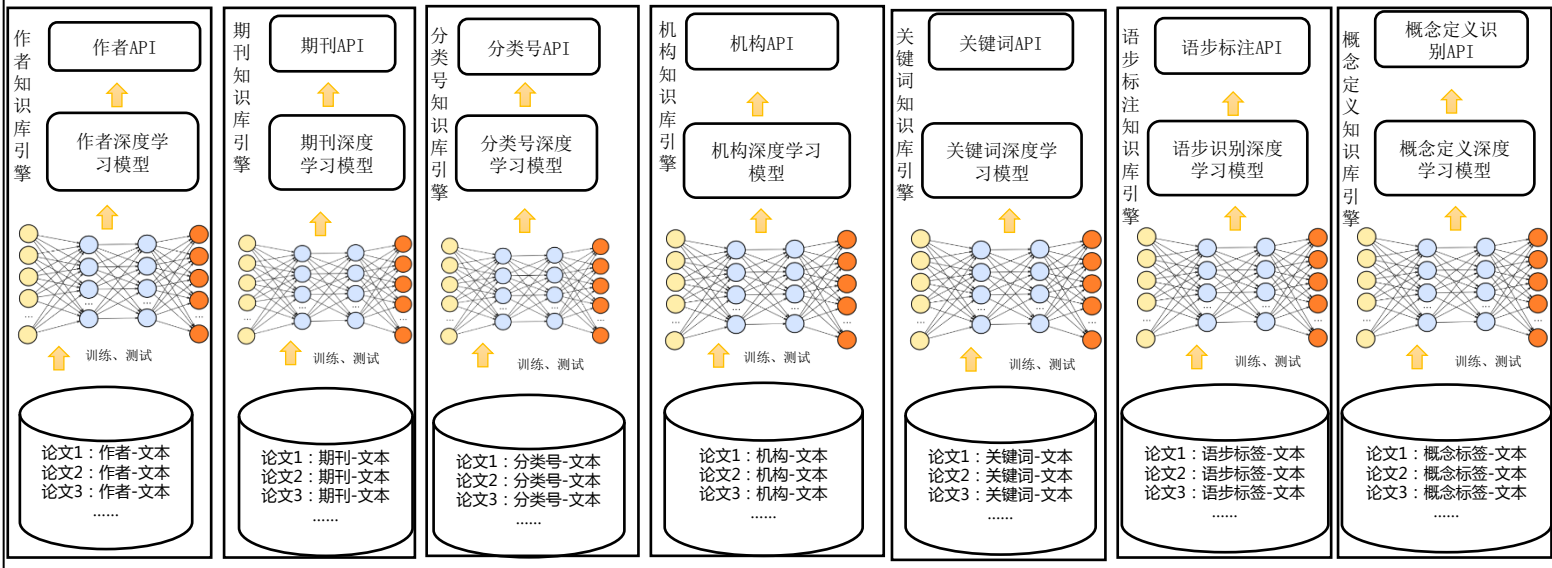 作者知识库引擎
作者API
作者深度学
习模型
...
...
训练、测试
论文1：作者-文本
论文2：作者-文本
论文3：作者-文本
......
期刊知识库引擎
期刊API
期刊深度
学习模型
...
...
训练、测试
论文1：期刊-文本
论文2：期刊-文本
论文3：期刊-文本
......
分类号知识库引擎
分类号API
分类号深度
学习模型
...
...
训练、测试
论文1：分类号-文本
论文2：分类号-文本
论文3：分类号-文本
......
机构知识库引擎
机构API
机构深度学习
模型
...
...
训练、测试
论文1：机构-文本
论文2：机构-文本
论文3：机构-文本
......
关键词知识库引擎
关键词API
关键词深度学
习模型
...
...
训练、测试
论文1：关键词-文本
论文2：关键词-文本
论文3：关键词-文本
......
语步标注知识库引擎
语步标注API
语步识别深度
学习模型
...
...
训练、测试
论文1：语步标签-文本
论文2：语步标签-文本
论文3：语步标签-文本
......
概念定义知识库引擎
概念定义识
别API
概念定义深度
学习模型
...
...
训练、测试
论文1：概念标签-文本
论文2：概念标签-文本
论文3：概念标签-文本
......